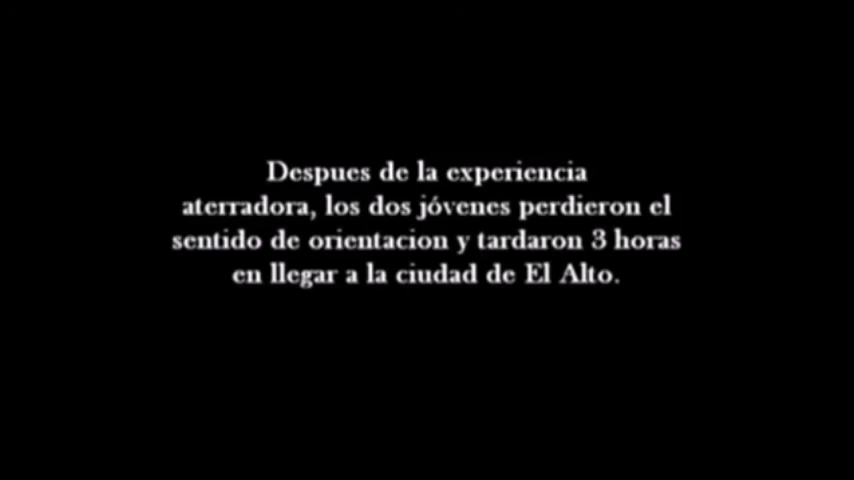 Despues de la experiencia
aterradora, los dos jóvenes perdieron el
sentido de orientacion y tardaron 3 horas
en llegar a la ciudad de El Alto.